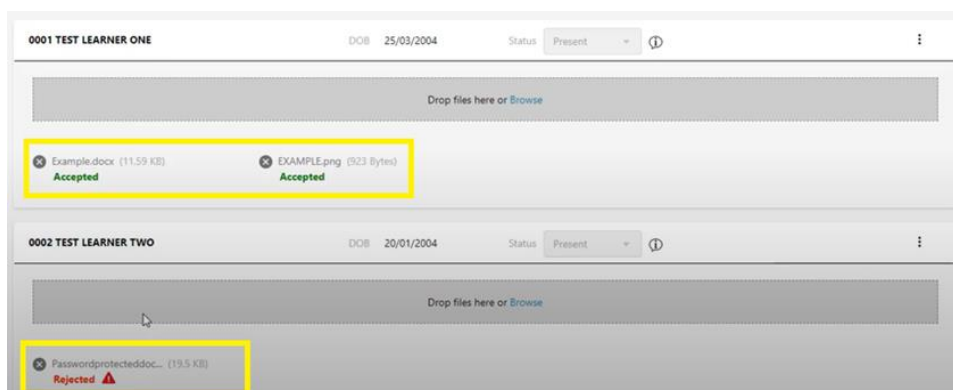 0001 TEST LEARNER ONE DOB 25/03/2004 Status Present
Drop files here or Browse
Example.docx (11.59 KB) EXAMPLE.png (923 Bytes)
Accepted Accepted
0002 TEST LEARNER TWO DOB 20/01/2004 Status Present
Drop files here or Browse
Passwordprotecteddoc... (19.5 KB)
Rejected